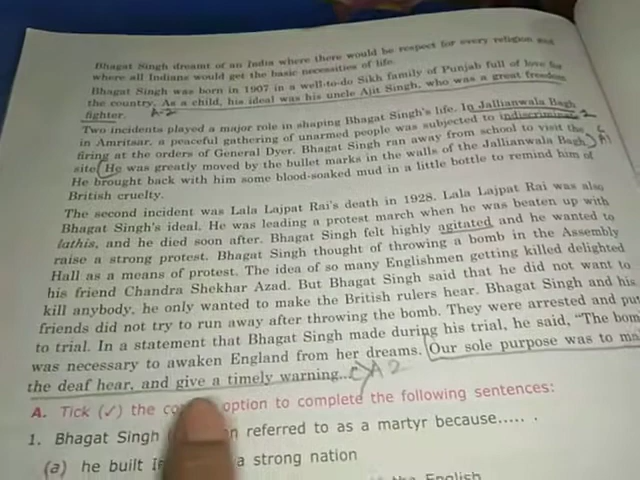 Bhagat Singh dreamt of an India where there would be respect for every religion and
where all Indians would get the basic necessities of life.
Bhagat Singh was born in 1907 in a well-to-do Sikh family of Punjab full of love for
the country. As a child, his ideal was his uncle Ajit Singh, who was a great freedom
fighter. A-2
Two incidents played a major role in shaping Bhagat Singh's life. In Jallianwala Bagh
in Amritsar, a peaceful gathering of unarmed people was subjected to indiscriminate
firing at the orders of General Dyer. Bhagat Singh ran away from school to visit the
site. He was greatly moved by the bullet marks in the walls of the Jallianwala Bagh.
He brought back with him some blood-soaked mud in a little bottle to remind him of
British cruelty.
The second incident was Lala Lajpat Rai's death in 1928. Lala Lajpat Rai was also
Bhagat Singh's ideal. He was leading a protest march when he was beaten up with
lathis, and he died soon after. Bhagat Singh felt highly agitated and he wanted to
raise a strong protest. Bhagat Singh thought of throwing a bomb in the Assembly
Hall as a means of protest. The idea of so many Englishmen getting killed delighted
his friend Chandra Shekhar Azad. But Bhagat Singh said that he did not want to
kill anybody, he only wanted to make the British rulers hear. Bhagat Singh and his
friends did not try to run away after throwing the bomb. They were arrested and put
to trial. In a statement that Bhagat Singh made during his trial, he said, "The bom
was necessary to awaken England from her dreams. Our sole purpose was to ma
the deaf hear, and give a timely warning... A2
A. Tick (✓) the option to complete the following sentences:
1. Bhagat Singh referred to as a martyr because..... .
(a) he built a strong nation
the English